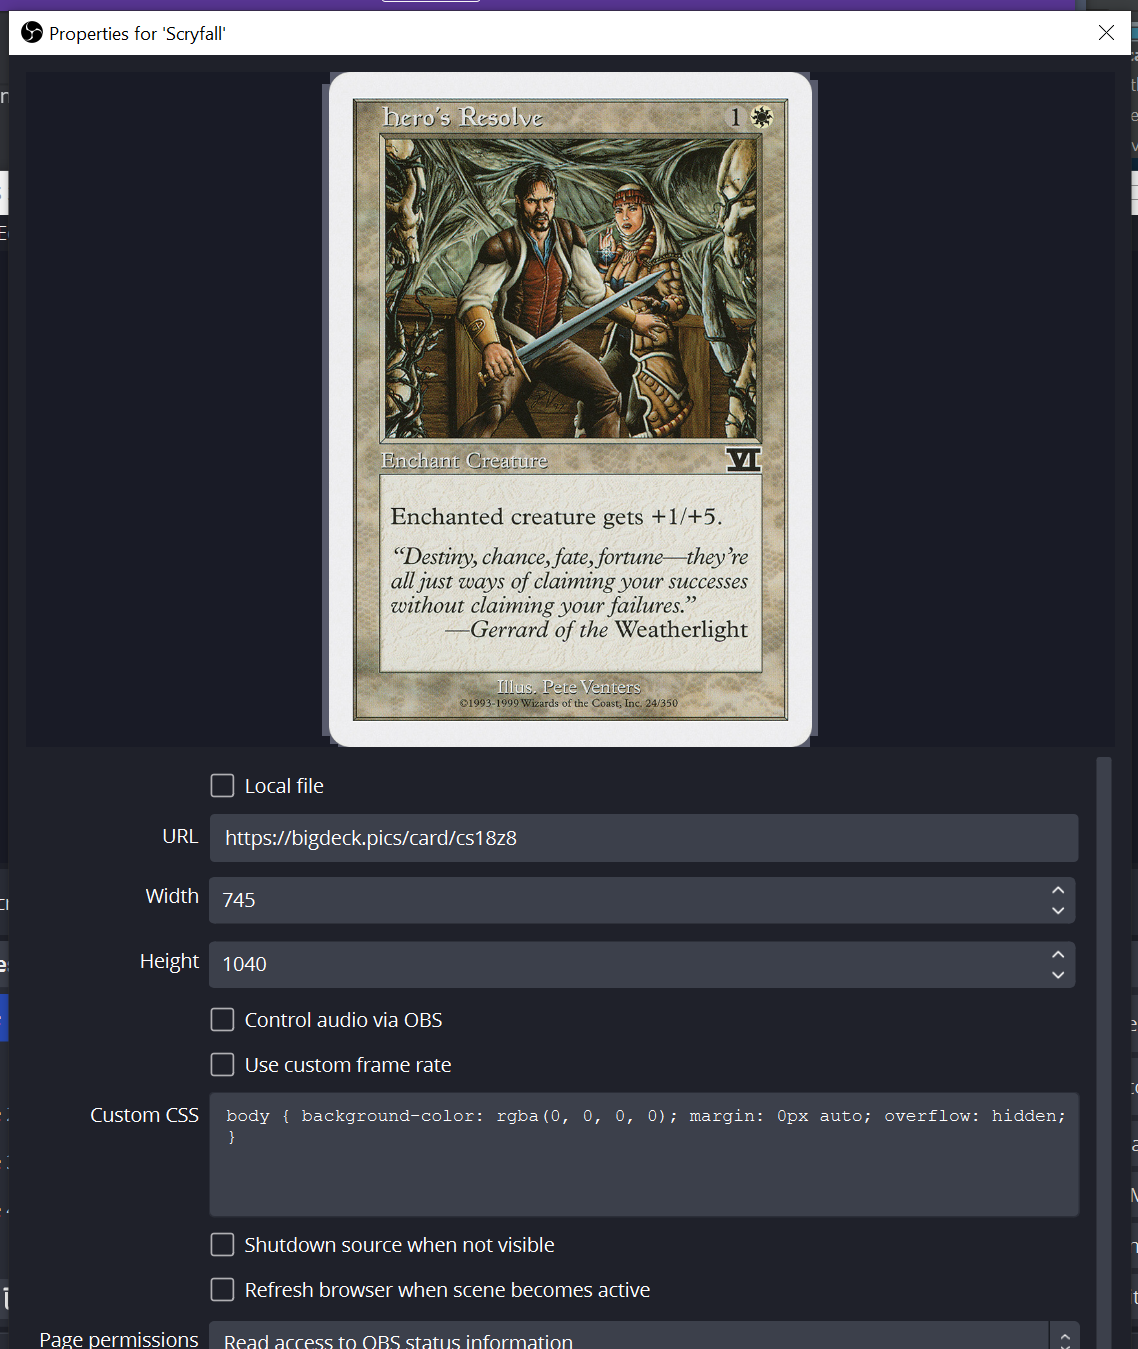 Properties for 'Scryfall'
Hero's Resolve 1
Enchant Creature VI
Enchanted creature gets +1/+5.
“Destiny, chance, fate, fortune—they’re
all just ways of claiming your successes
without claiming your failures.”
—Gerrard of the Weatherlight
Illus. Pete Venters
©1993-1999 Wizards of the Coast, Inc. 24/350
Local file
URL https://bigdeck.pics/card/cs18z8
Width 745
Height 1040
Control audio via OBS
Use custom frame rate
Custom CSS body { background-color: rgba(0, 0, 0, 0); margin: 0px auto; overflow: hidden;
}
Shutdown source when not visible
Refresh browser when scene becomes active
Page permissions Read access to OBS status information